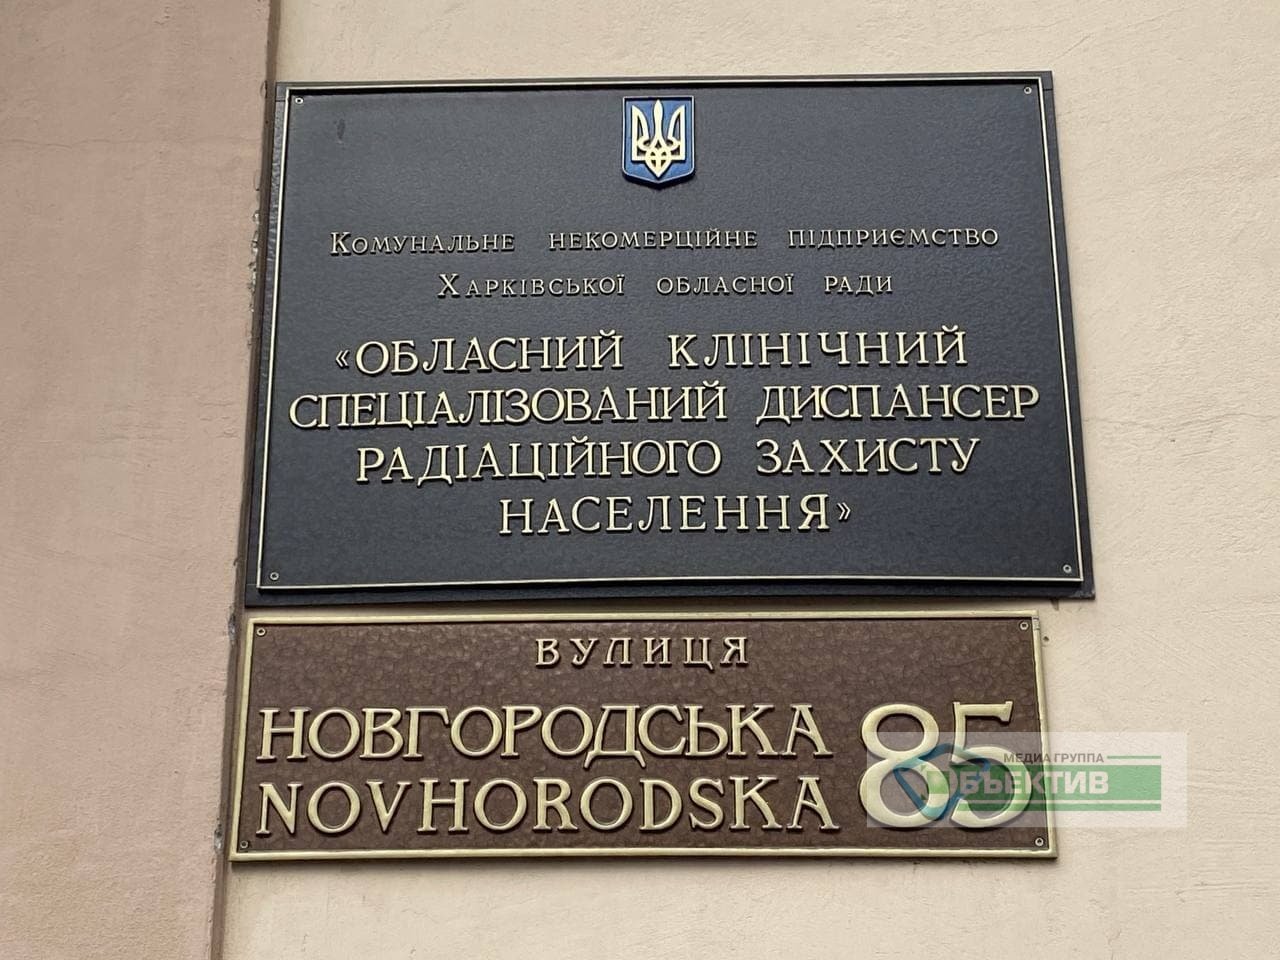 Комунальне некомерційне підприємство
Харківської обласної ради
«ОБЛАСНИЙ КЛІНІЧНИЙ
СПЕЦІАЛІЗОВАНИЙ ДИСПАНСЕР
РАДІАЦІЙНОГО ЗАХИСТУ
НАСЕЛЕННЯ»
ВУЛИЦЯ
НОВГОРОДСЬКА 85
NOVHORODSKA
МЕДИА ГРУППА
ОБЪЕКТИВ